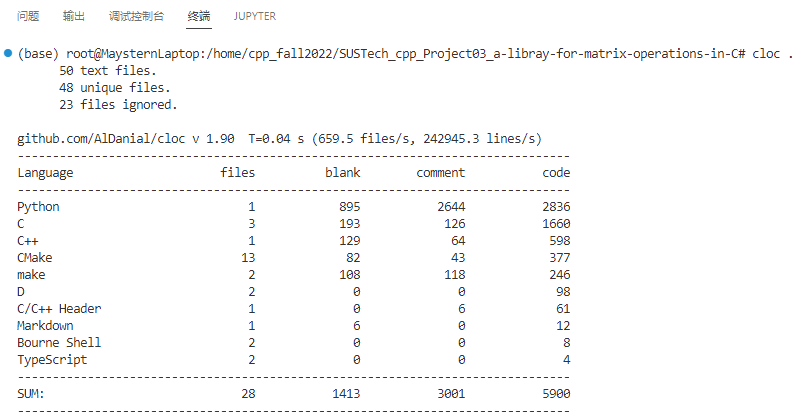 问题 输出 调试控制台 终端 JUPYTER
(base) root@MaysternLaptop:/home/cpp_fall2022/SUSTech_cpp_Project03_a-libray-for-matrix-operations-in-C# cloc .
50 text files.
48 unique files.
23 files ignored.
github.com/AlDanial/cloc v 1.90 T=0.04 s (659.5 files/s, 242945.3 lines/s)
-------------------------------------------------------------------------------
Language files blank comment code
-------------------------------------------------------------------------------
Python 1 895 2644 2836
C 3 193 126 1660
C++ 1 129 64 598
CMake 13 82 43 377
make 2 108 118 246
D 2 0 0 98
C/C++ Header 1 0 6 61
Markdown 1 6 0 12
Bourne Shell 2 0 0 8
TypeScript 2 0 0 4
-------------------------------------------------------------------------------
SUM: 28 1413 3001 5900
-------------------------------------------------------------------------------